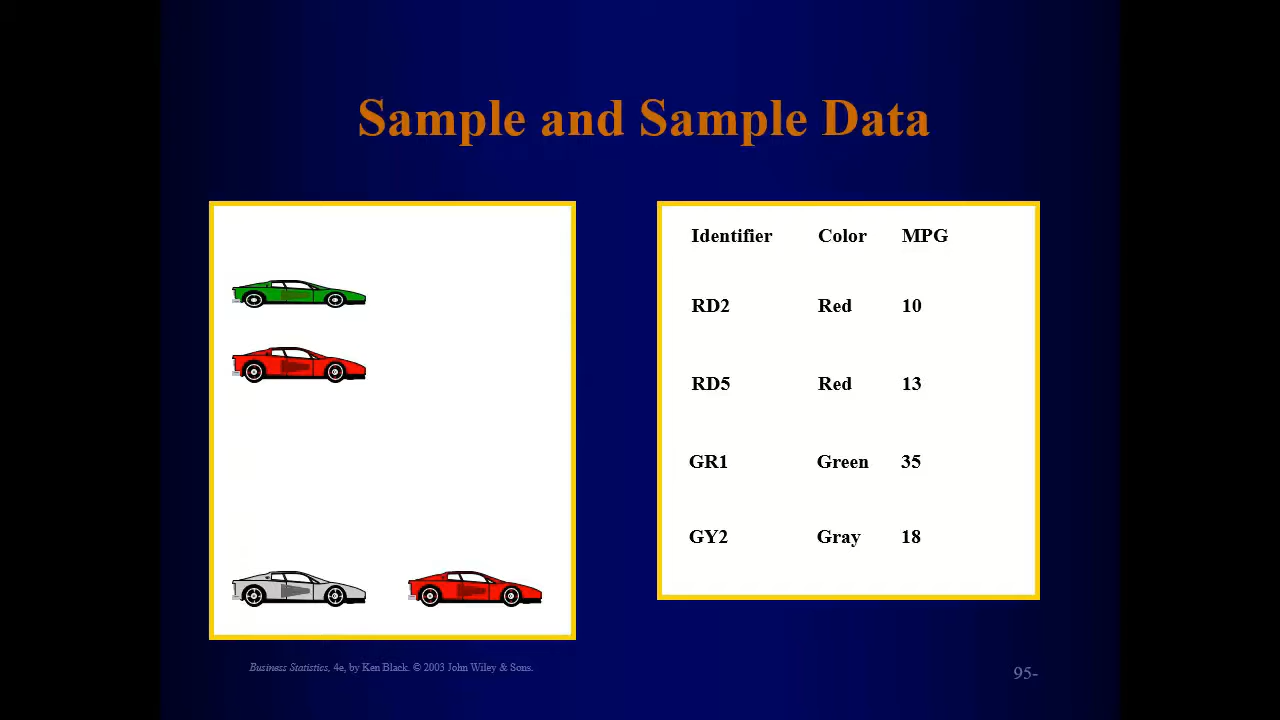 Sample and Sample Data
Identifier Color MPG
RD2 Red 10
RD5 Red 13
GR1 Green 35
GY2 Gray 18
Business Statistics, 4e, by Ken Black. © 2003 John Wiley & Sons.
95-